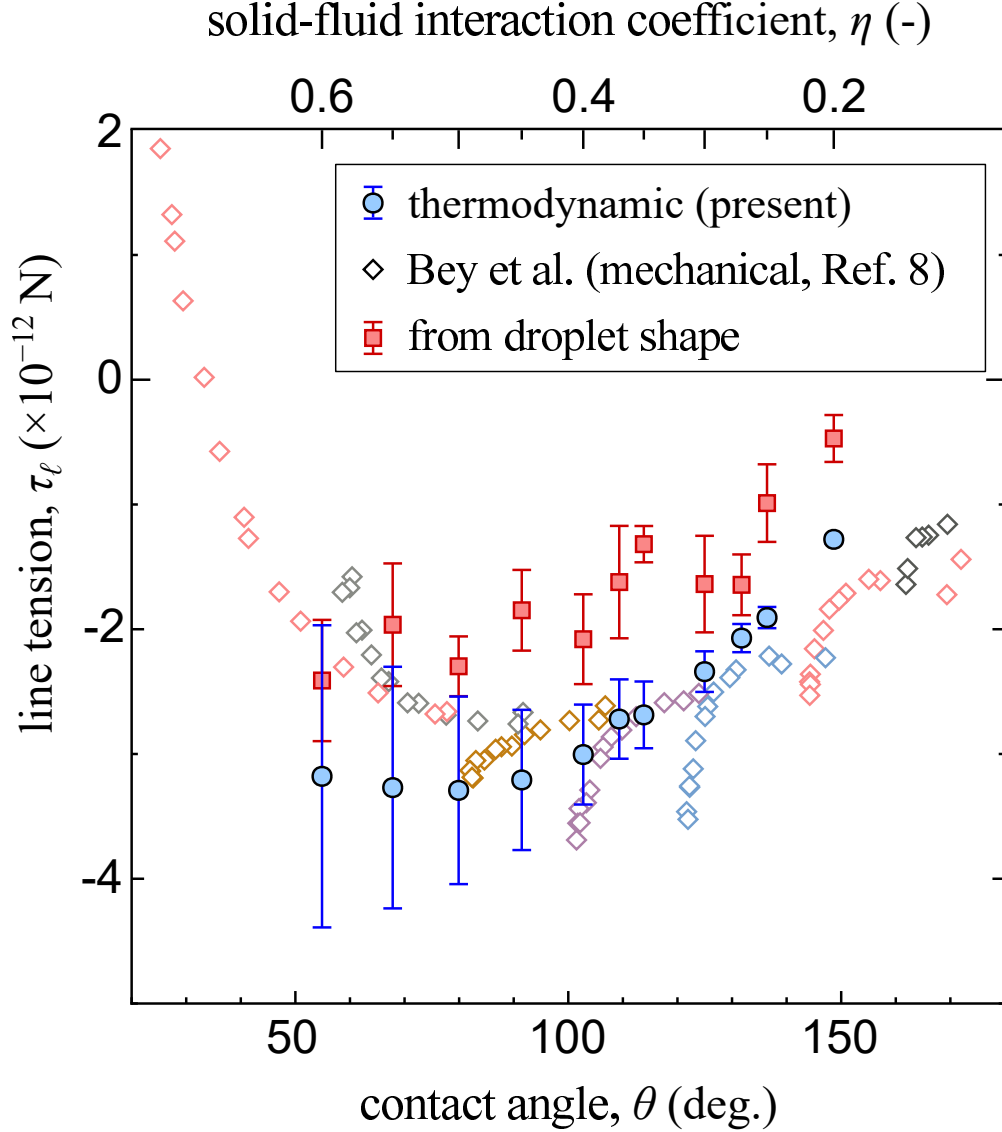 solid-fluid interaction coefficient, η (-)
0.6 0.4 0.2
2
thermodynamic (present)
Bey et al. (mechanical, Ref. 8)
from droplet shape
0
-2
-4
line tension, τℓ (×10⁻¹² N)
50 100 150
contact angle, θ (deg.)